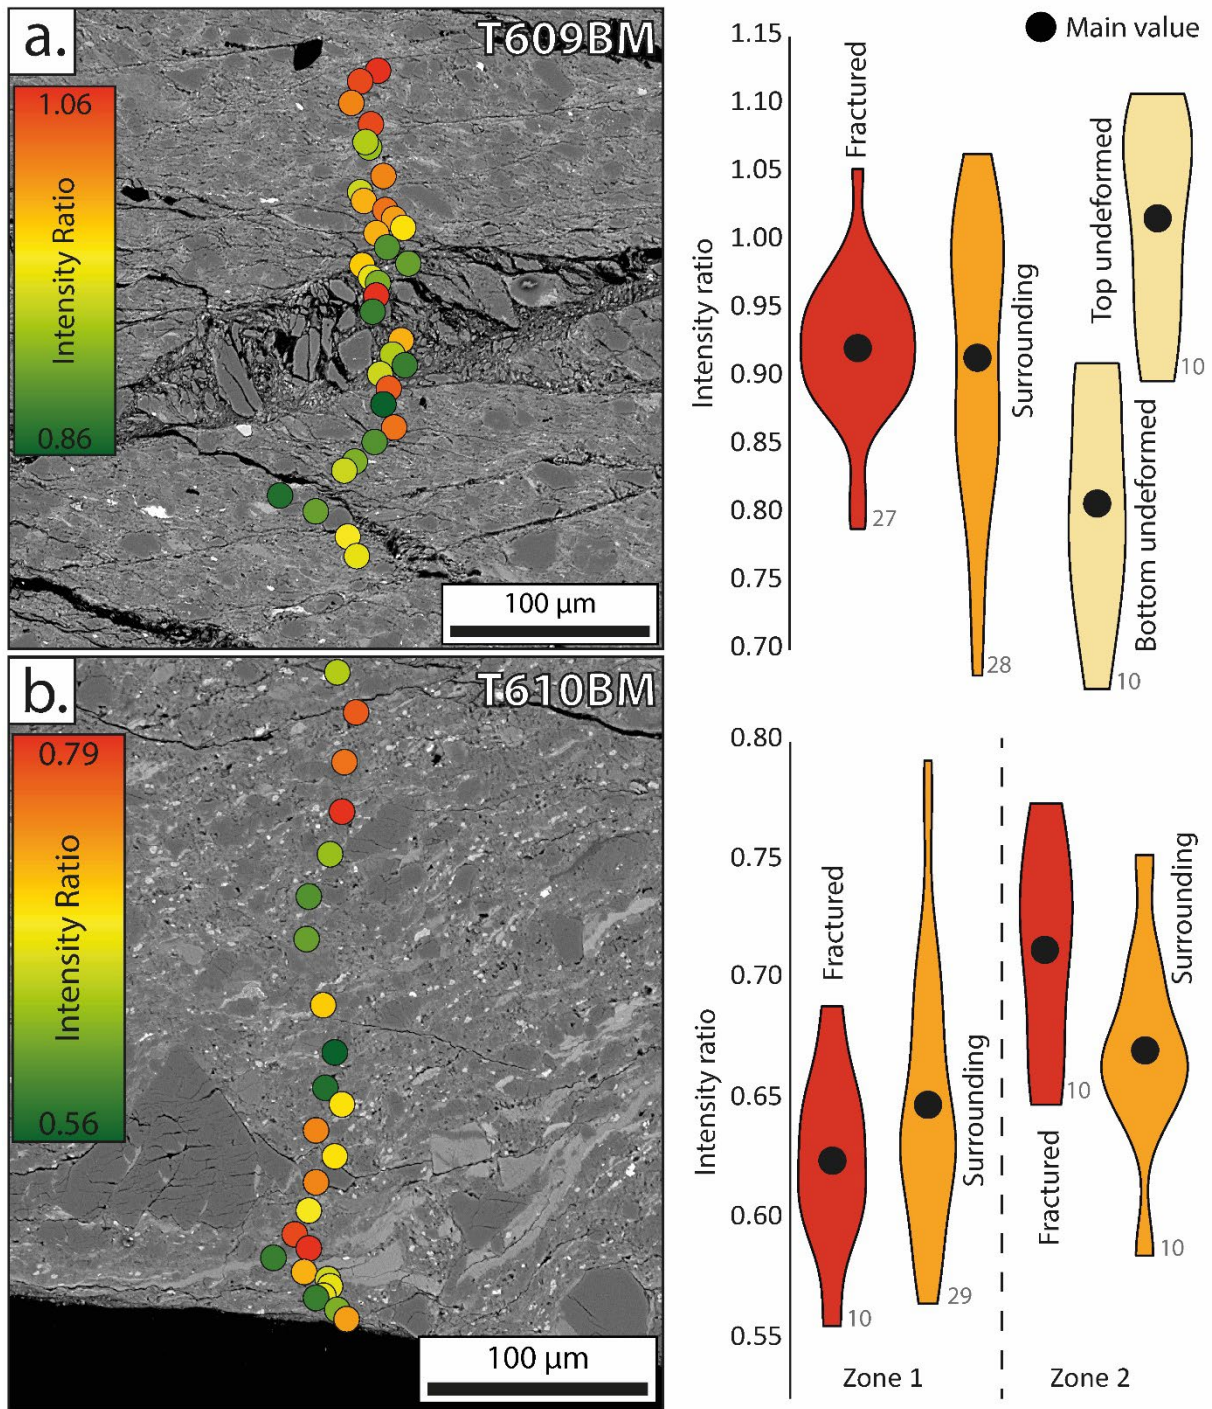 a.
T609BM
1.06
Intensity Ratio
0.86
100 µm
b.
T610BM
0.79
Intensity Ratio
0.56
100 µm
Main value
Intensity ratio
1.15
1.10
1.05
1.00
0.95
0.90
0.85
0.80
0.75
0.70
Fractured
27
Surrounding
28
Bottom undeformed
10
Top undeformed
10
Intensity ratio
0.80
0.75
0.70
0.65
0.60
0.55
Fractured
10
Surrounding
29
Fractured
10
Surrounding
10
Zone 1
Zone 2